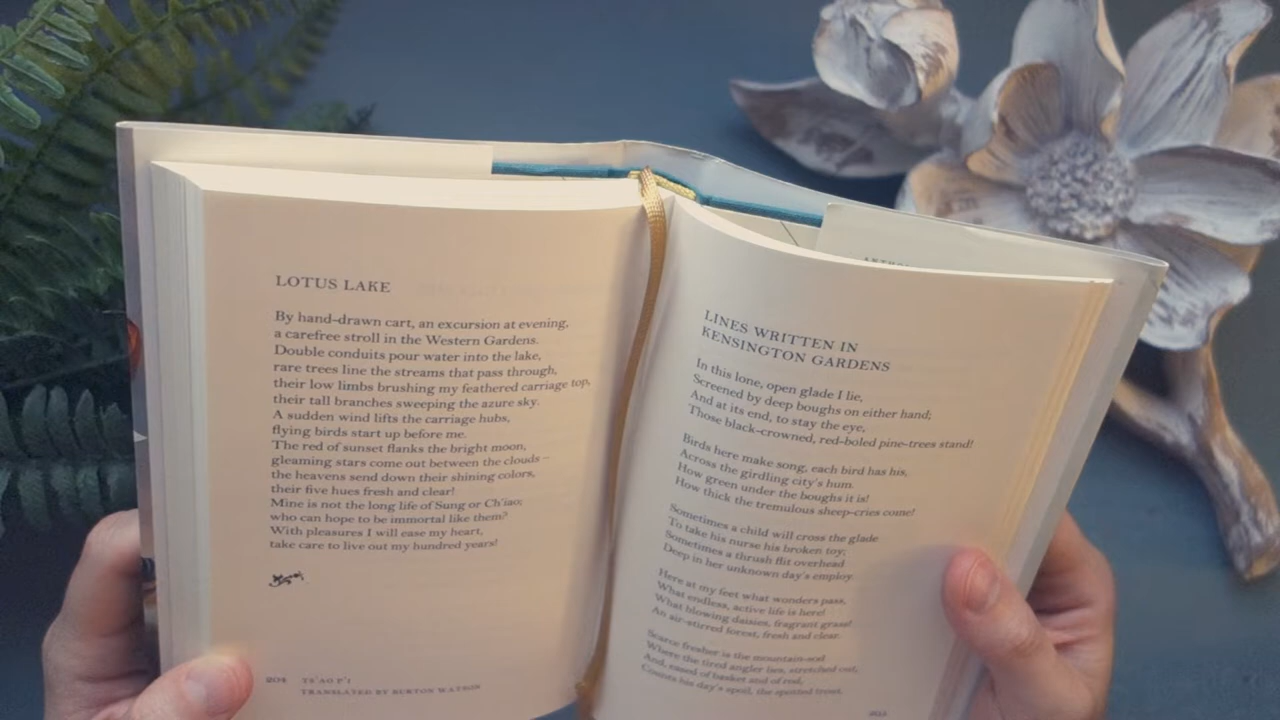 LOTUS LAKE
By hand-drawn cart, an excursion at evening,
a carefree stroll in the Western Gardens.
Double conduits pour water into the lake,
rare trees line the streams that pass through,
their low limbs brushing my feathered carriage top,
their tall branches sweeping the azure sky.
A sudden wind lifts the carriage hubs,
flying birds start up before me.
The red of sunset flanks the bright moon,
gleaming stars come out between the clouds—
the heavens send down their shining colors,
their five hues fresh and clear!
Mine is not the long life of Sung or Ch'iao;
who can hope to be immortal like them?
With pleasures I will ease my heart,
take care to live out my hundred years!
204 TS'AO P'I
TRANSLATED BY BURTON WATSON
LINES WRITTEN IN
KENSINGTON GARDENS
In this lone, open glade I lie,
Screened by deep boughs on either hand;
And at its end, to stay the eye,
Those black-crowned, red-boled pine-trees stand!
Birds here make song, each bird has his,
Across the girdling city's hum.
How green under the boughs it is!
How thick the tremulous sheep-cries come!
Sometimes a child will cross the glade
To take his nurse his broken toy;
Sometimes a thrush flit overhead
Deep in her unknown day's employ.
Here at my feet what wonders pass,
What endless, active life is here!
What blowing daisies, fragrant grass!
An air-stirred forest, fresh and clear.
Scarce fresher is the mountain-sod
Where the tired angler lies, stretched out,
And, eased of basket and of rod,
Counts his day's spoil, the spotted trout.
205